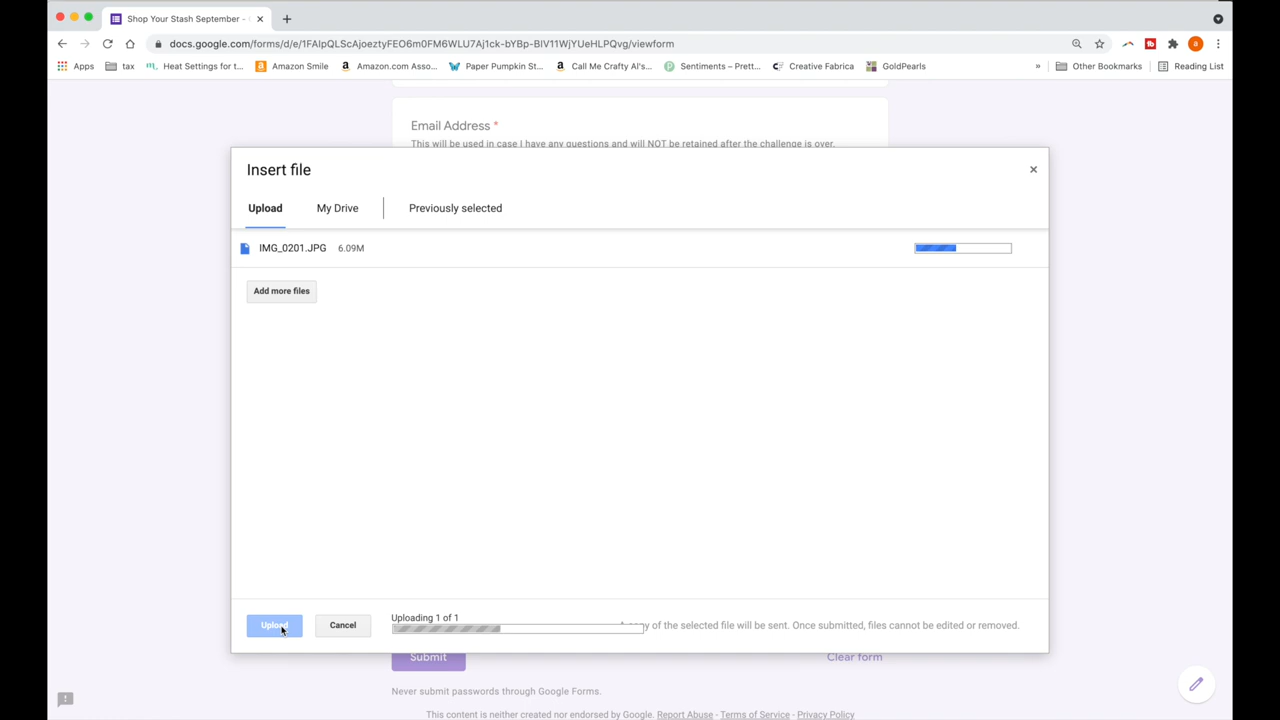 Shop Your Stash September -
docs.google.com/forms/d/e/1FAIpQLScAjoeztyFEO6m0FM6WLU7Aj1ck-bYBp-BIV11WjYUeHLPQvg/viewform
Apps tax Heat Settings for t... Amazon Smile Amazon.com Asso... Paper Pumpkin St... Call Me Crafty Al's... Sentiments – Prett... Creative Fabrica GoldPearls » Other Bookmarks Reading List
Email Address *
This will be used in case I have any questions and will NOT be retained after the challenge is over.
Insert file
Upload My Drive Previously selected
IMG_0201.JPG 6.09M
Add more files
Uploading 1 of 1
Upload Cancel copy of the selected file will be sent. Once submitted, files cannot be edited or removed.
Submit Clear form
Never submit passwords through Google Forms.
This content is neither created nor endorsed by Google. Report Abuse - Terms of Service - Privacy Policy